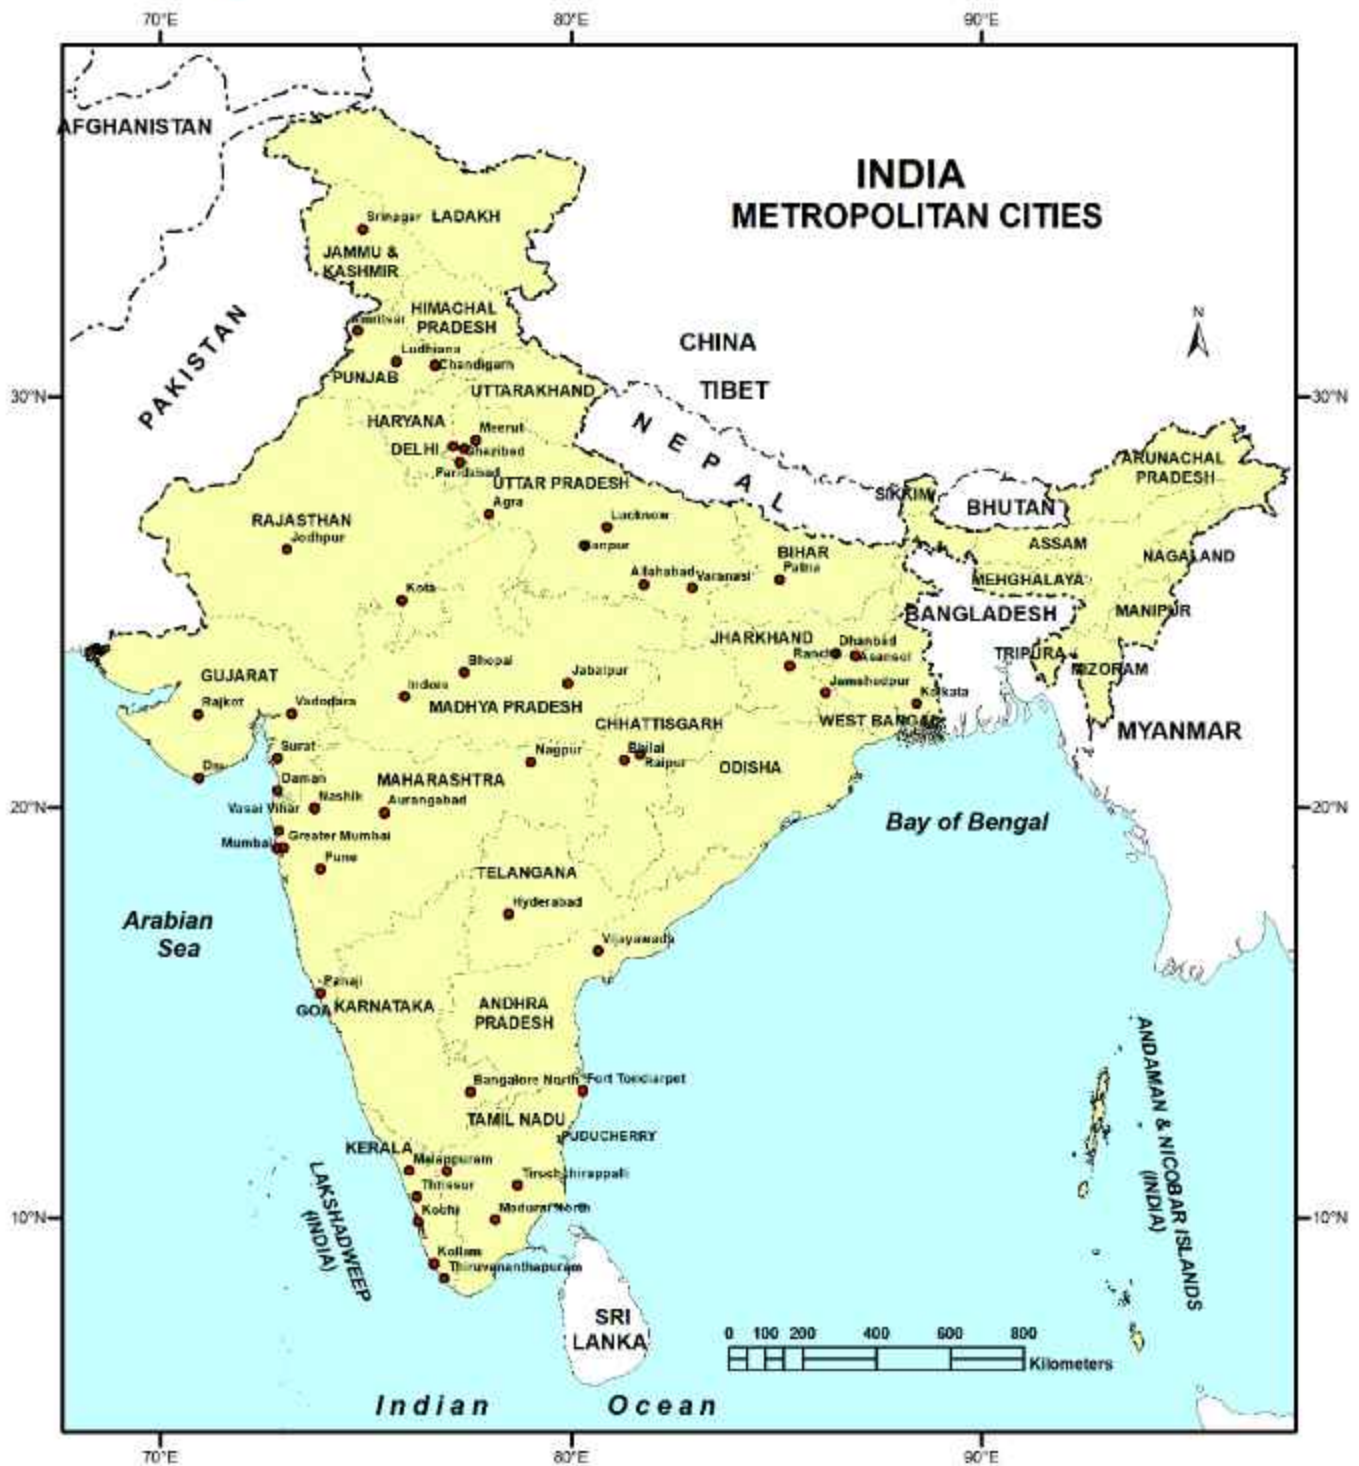 70°E
80°E
90°E
AFGHANISTAN
INDIA
METROPOLITAN CITIES
Srinagar
LADAKH
JAMMU &
KASHMIR
HIMACHAL
PRADESH
N
PAKISTAN
CHINA
TIBET
Ludhiana
Chandigarh
PUNJAB
UTTARAKHAND
30°N
30°N
HARYANA
Meerut
DELHI
Faridabad
UTTAR PRADESH
NEPAL
Agra
Lucknow
SIKKIM
BHUTAN
ARUNACHAL
PRADESH
RAJASTHAN
Jodhpur
BIHAR
Patna
ASSAM
NAGALAND
Allahabad
Varanasi
MEHGHALAYA
Kota
BANGLADESH
MANIPUR
JHARKHAND
Dhanbad
Ranchi
Asansol
TRIPURA
MIZORAM
GUJARAT
Bhopal
Jabalpur
Jamshedpur
Indore
Kolkata
Rajkot
Vadodara
MADHYA PRADESH
CHHATTISGARH
WEST BANGAL
MYANMAR
Surat
Nagpur
Bhilai
Raipur
ODISHA
Diu
Daman
MAHARASHTRA
20°N
20°N
Vasai Vihar
Nashik
Aurangabad
Bay of Bengal
Mumbai
Greater Mumbai
Pune
TELANGANA
Hyderabad
Arabian
Sea
Vijayawada
Panaji
GOA
KARNATAKA
ANDHRA
PRADESH
Bangalore North
Fort Tondiarpet
TAMIL NADU
PUDUCHERRY
KERALA
Malappuram
Tiruchchirappalli
Thrissur
Kochi
Madurai North
10°N
10°N
LAKSHADWEEP
(INDIA)
ANDAMAN & NICOBAR ISLANDS
(INDIA)
Kollam
Thiruvananthapuram
SRI
LANKA
0 100 200 400 600 800
Kilometers
Indian Ocean
70°E
80°E
90°E